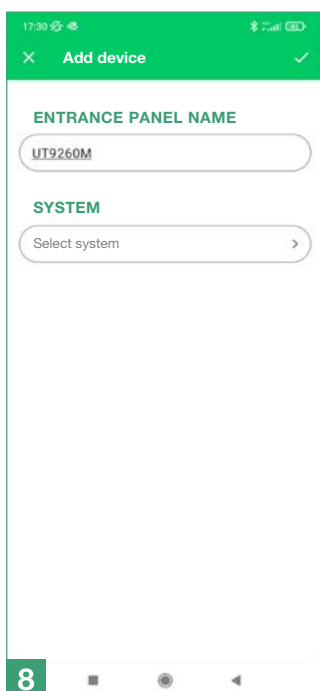 17:30
Add device
ENTRANCE PANEL NAME
UT9260M
SYSTEM
Select system
8